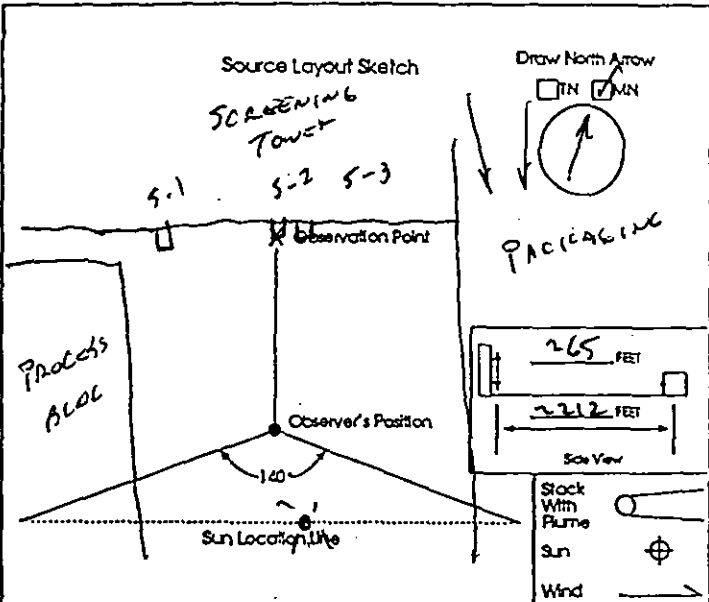 Source Layout Sketch
Draw North Arrow
TN MN
SCREENING
TOWER
S-1 S-2 S-3
Observation Point
PACKAGING
PROCESS
BLDG
~65 FEET
~212 FEET
Side View
Observer's Position
140
Sun Location Line
Stack
With
Plume
Sun
Wind